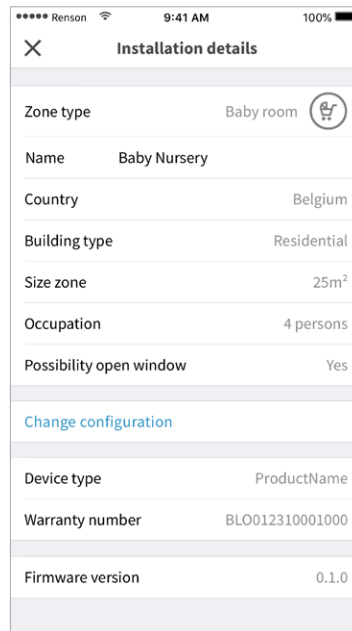 Renson 9:41 AM 100%
Installation details
Zone type Baby room
Name Baby Nursery
Country Belgium
Building type Residential
Size zone 25m²
Occupation 4 persons
Possibility open window Yes
Change configuration
Device type ProductName
Warranty number BLO012310001000
Firmware version 0.1.0